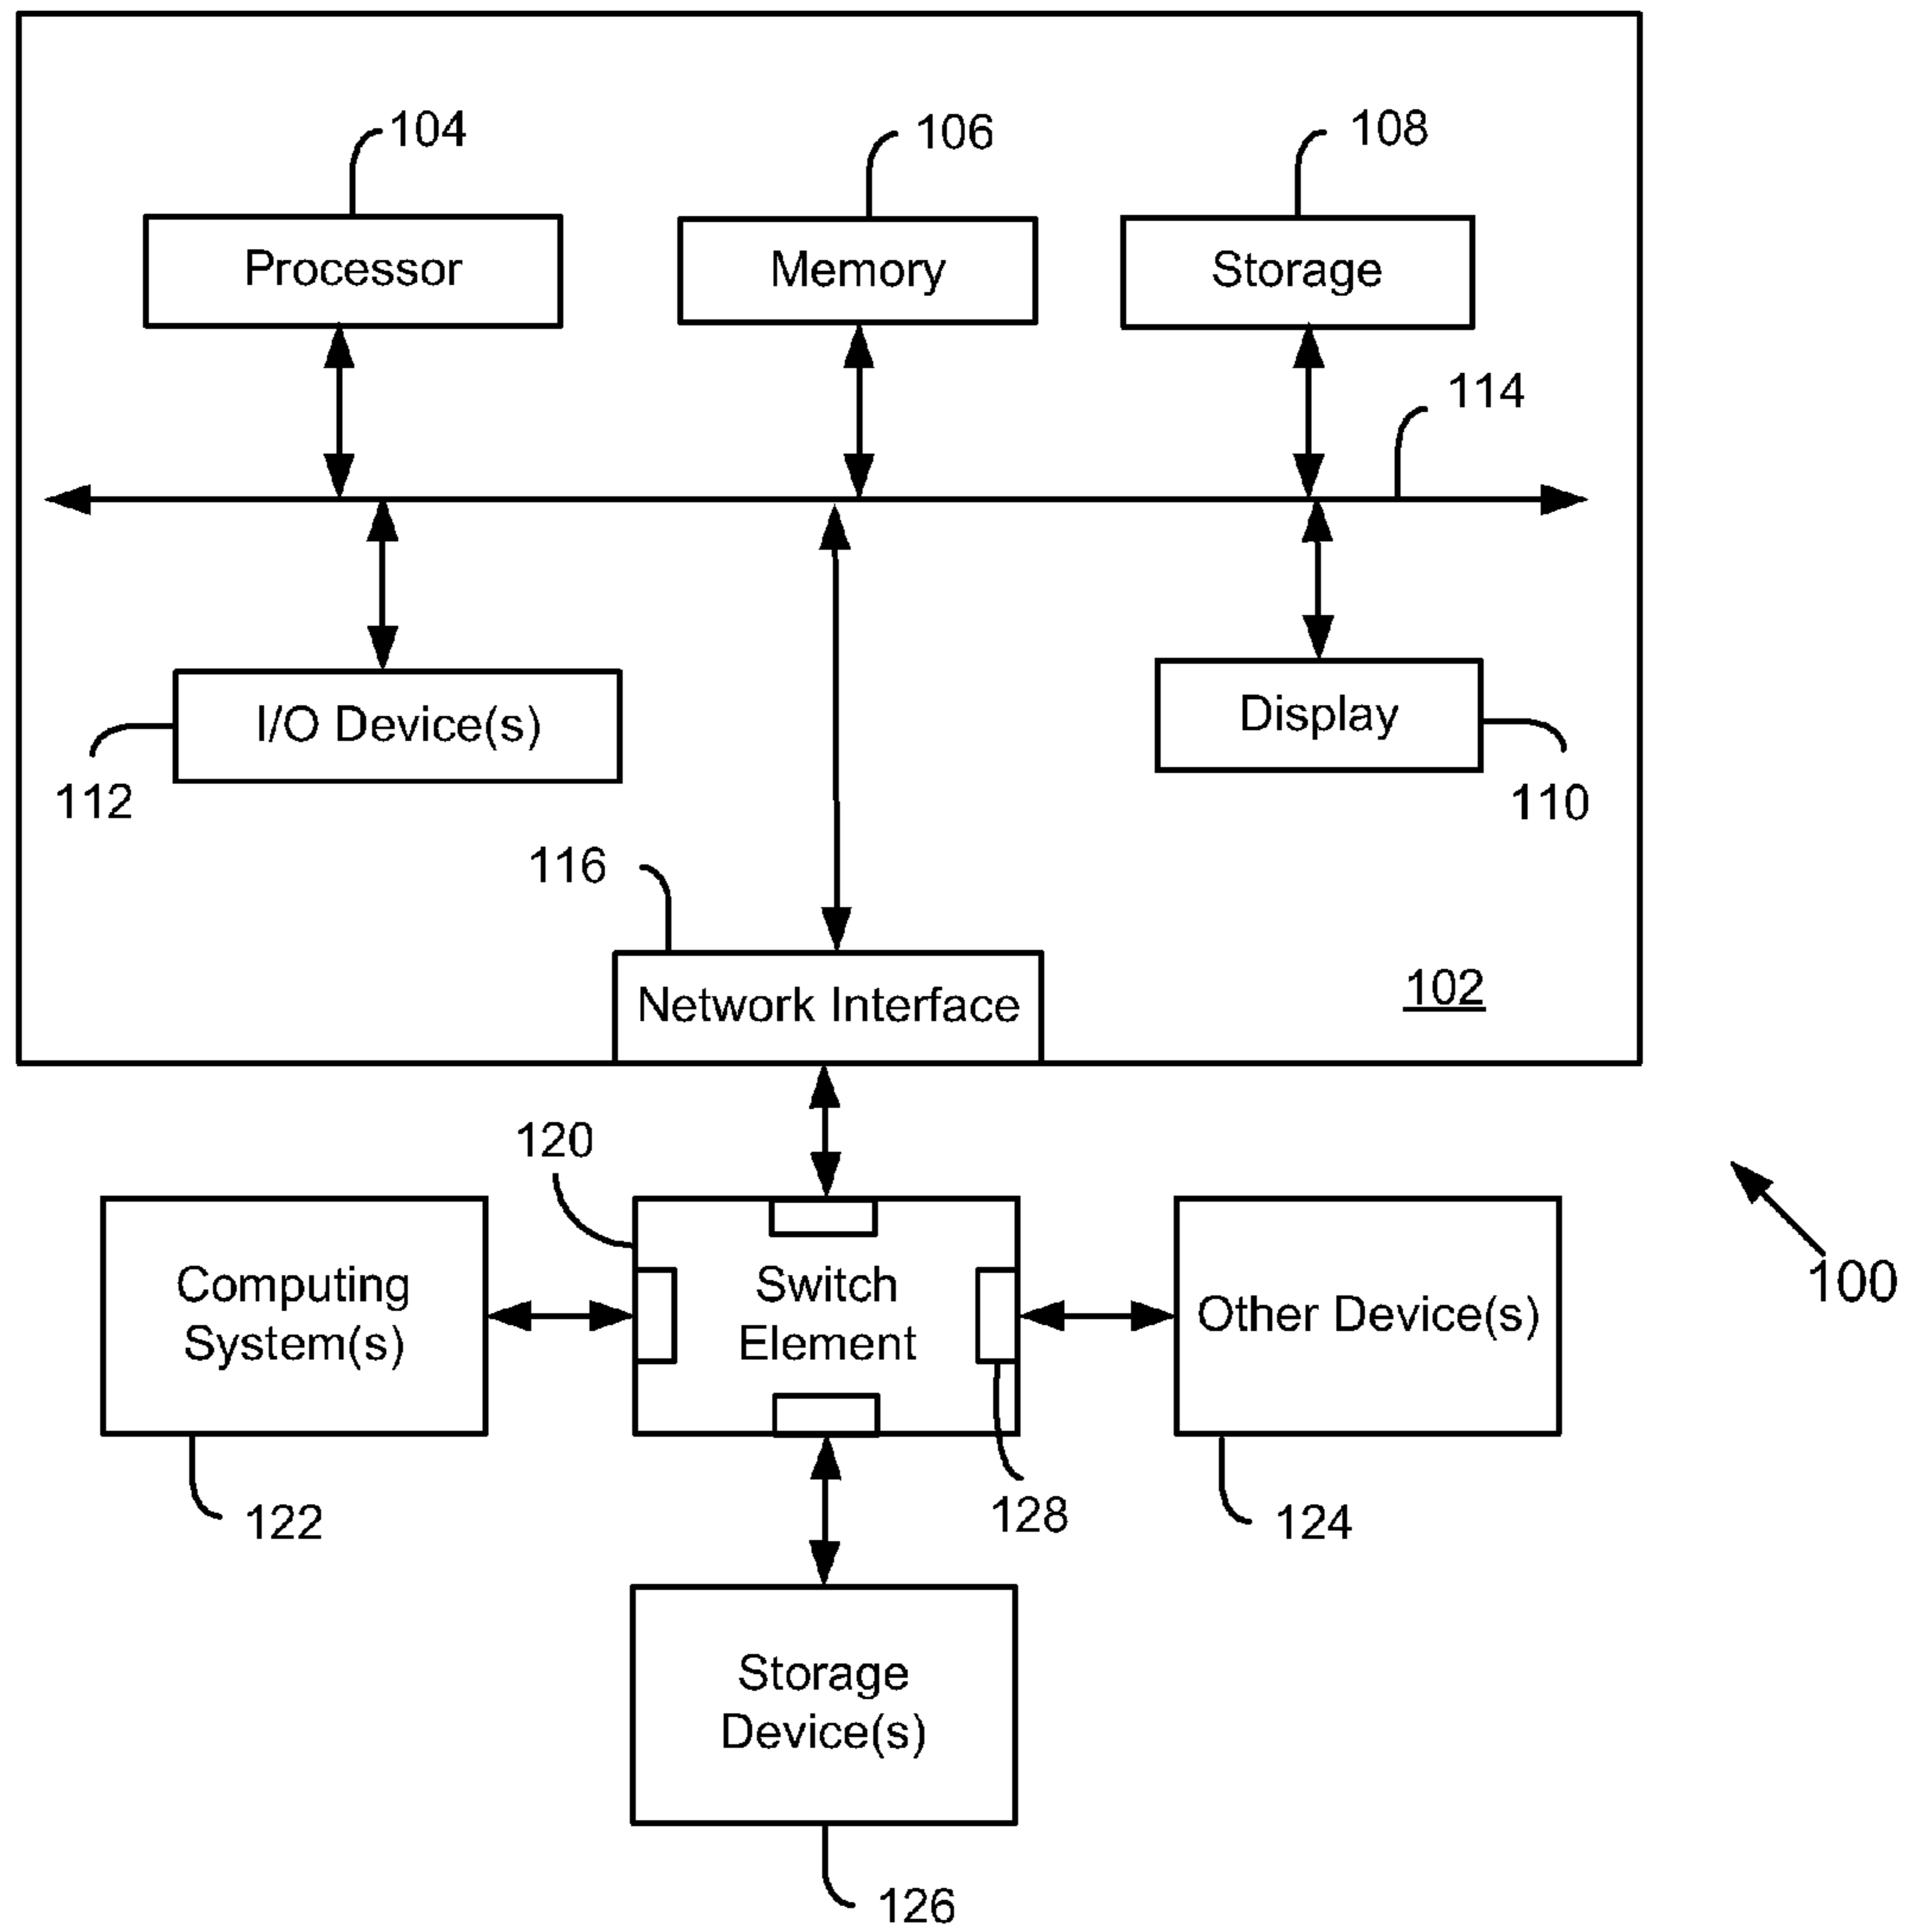 104
106
108
Processor
Memory
Storage
114
I/O Device(s)
Display
112
110
116
Network Interface
102
120
Computing
System(s)
Switch
Element
Other Device(s)
100
122
128
124
Storage
Device(s)
126